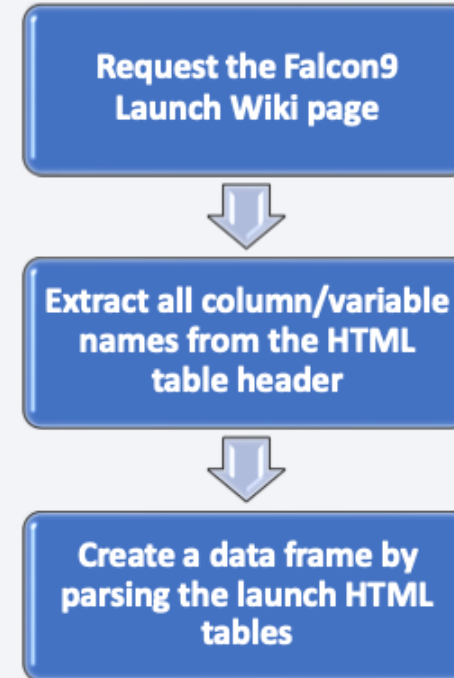 Request the Falcon9
Launch Wiki page
Extract all column/variable
names from the HTML
table header
Create a data frame by
parsing the launch HTML
tables